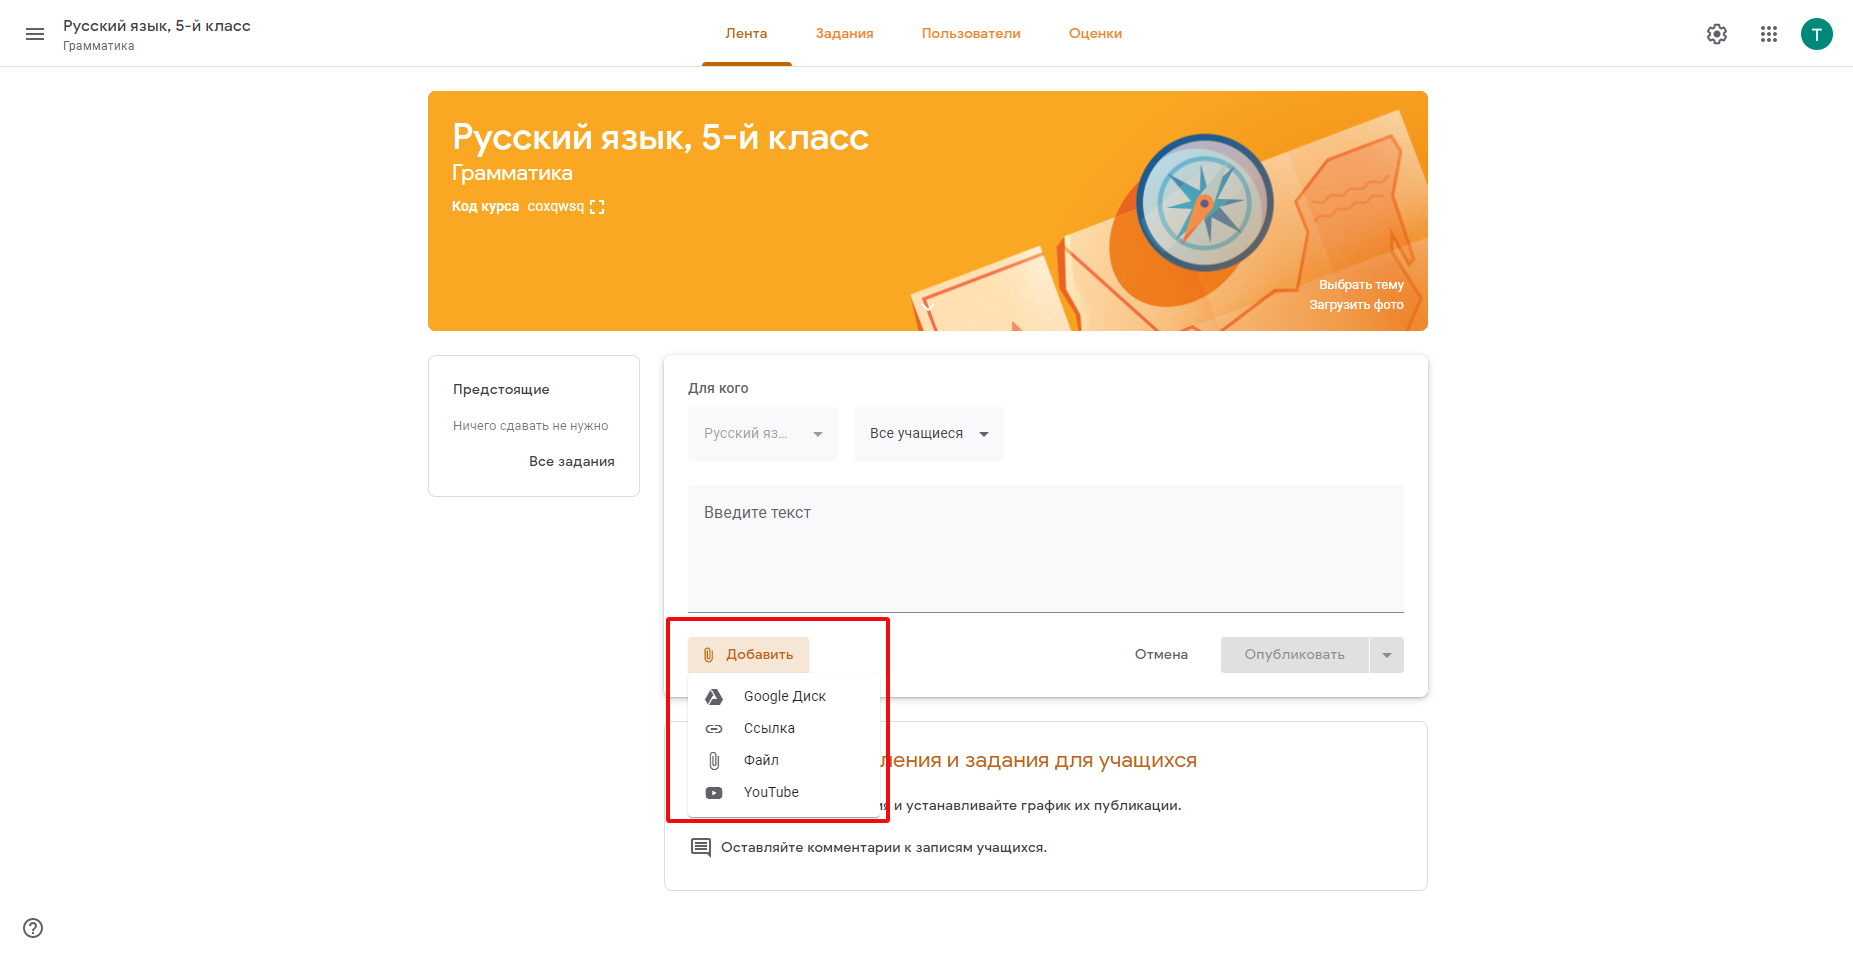 Русский язык, 5-й класс
Грамматика
Лента
Задания
Пользователи
Оценки
T
Русский язык, 5-й класс
Грамматика
Код курса coxqwsq
Выбрать тему
Загрузить фото
Предстоящие
Ничего сдавать не нужно
Все задания
Для кого
Русский яз...
Все учащиеся
Введите текст
Добавить
Отмена
Опубликовать
Google Диск
Ссылка
Файл
YouTube
ления и задания для учащихся
и устанавливайте график их публикации.
Оставляйте комментарии к записям учащихся.